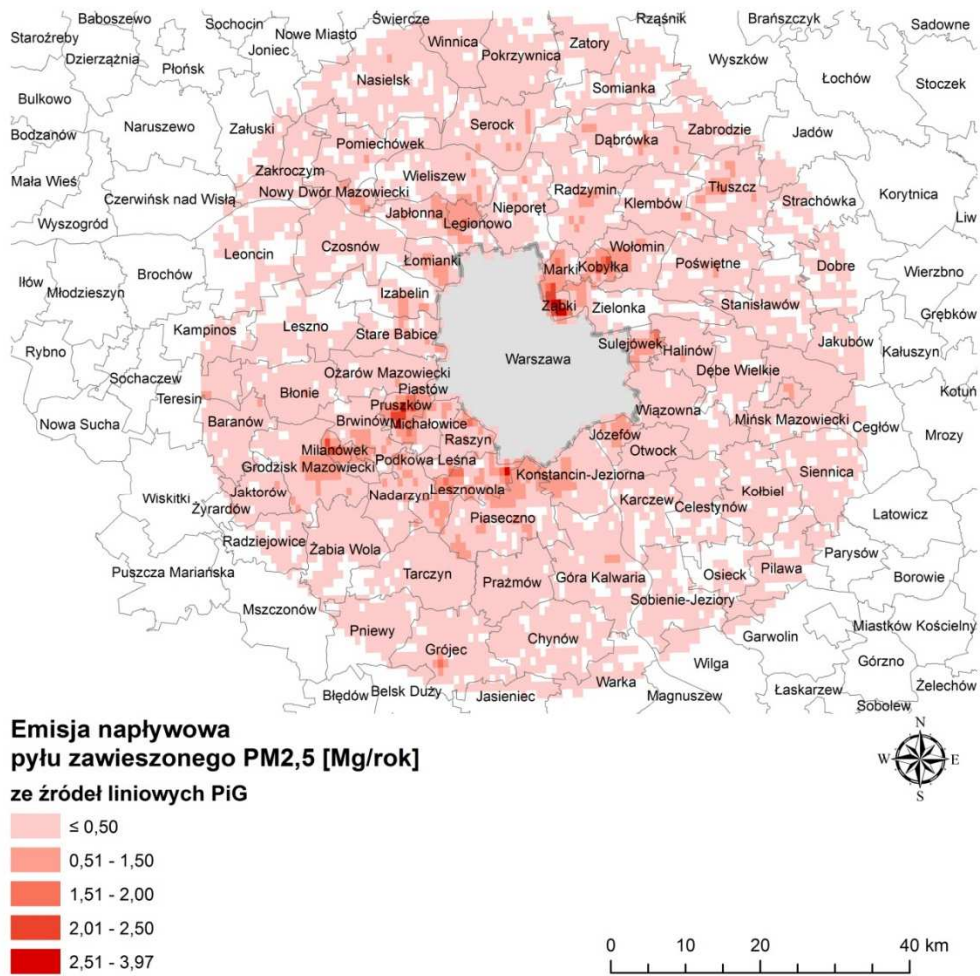 Baboszewo
Sochocin
Świercze
Rząśnik
Brańszczyk
Sadowne
Staroźreby
Nowe Miasto
Winnica
Zatory
Dzierzążnia
Joniec
Pokrzywnica
Wyszków
Płońsk
Łochów
Stoczek
Nasielsk
Somianka
Bulkowo
Naruszewo
Załuski
Serock
Zabrodzie
Jadów
Bodzanów
Pomiechówek
Dąbrówka
Zakroczym
Wieliszew
Mała Wieś
Czerwińsk nad Wisłą
Nowy Dwór Mazowiecki
Radzymin
Tłuszcz
Korytnica
Jabłonna
Nieporęt
Klembów
Strachówka
Wyszogród
Legionowo
Liw
Leoncin
Czosnów
Wołomin
Łomianki
Marki
Kobyłka
Poświętne
Dobre
Wierzbno
Iłów
Brochów
Młodzieszyn
Izabelin
Ząbki
Zielonka
Stanisławów
Grębków
Kampinos
Leszno
Stare Babice
Sulejówek
Jakubów
Rybno
Warszawa
Halinów
Kałuszyn
Sochaczew
Ożarów Mazowiecki
Dębe Wielkie
Teresin
Błonie
Piastów
Kotuń
Pruszków
Wiązowna
Nowa Sucha
Baranów
Brwinów
Michałowice
Mińsk Mazowiecki
Cegłów
Raszyn
Józefów
Mrozy
Milanówek
Otwock
Grodzisk Mazowiecki
Podkowa Leśna
Konstancin-Jeziorna
Siennica
Wiskitki
Jaktorów
Nadarzyn
Lesznowola
Karczew
Kołbiel
Żyrardów
Celestynów
Latowicz
Radziejowice
Piaseczno
Żabia Wola
Parysów
Puszcza Mariańska
Tarczyn
Prażmów
Góra Kalwaria
Osieck
Pilawa
Borowie
Mszczonów
Sobienie-Jeziory
Pniewy
Chynów
Garwolin
Miastków Kościelny
Grójec
Wilga
Górzno
Błędów
Belsk Duży
Jasieniec
Warka
Magnuszew
Łaskarzew
Żelechów
Sobolew
Emisja napływowa
pyłu zawieszonego PM2,5 [Mg/rok]
ze źródeł liniowych PiG
≤ 0,50
0,51 - 1,50
1,51 - 2,00
2,01 - 2,50
2,51 - 3,97
N
W
E
S
0 10 20 40 km